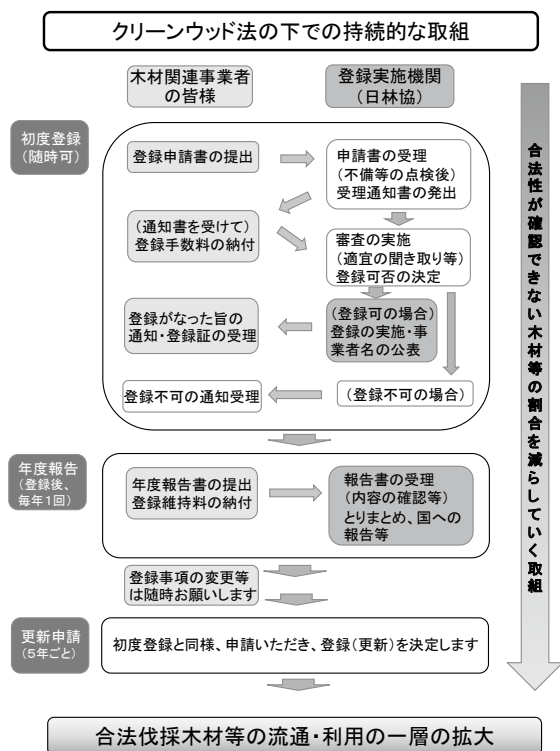 クリーンウッド法の下での持続的な取組
木材関連事業者
の皆様
登録実施機関
(日林協)
初度登録
(随時可)
登録申請書の提出
申請書の受理
(不備等の点検後)
受理通知書の発出
(通知書を受けて)
登録手数料の納付
審査の実施
(適宜の聞き取り等)
登録可否の決定
登録がなった旨の
通知・登録証の受理
(登録可の場合)
登録の実施・事
業者名の公表
登録不可の通知受理
(登録不可の場合)
年度報告
(登録後、
毎年1回)
年度報告書の提出
登録維持料の納付
報告書の受理
(内容の確認等)
とりまとめ、国への
報告等
登録事項の変更等
は随時お願いします
更新申請
(5年ごと)
初度登録と同様、申請いただき、登録(更新)を決定します
合法性が確認できない木材等の割合を減らしていく取組
合法伐採木材等の流通・利用の一層の拡大